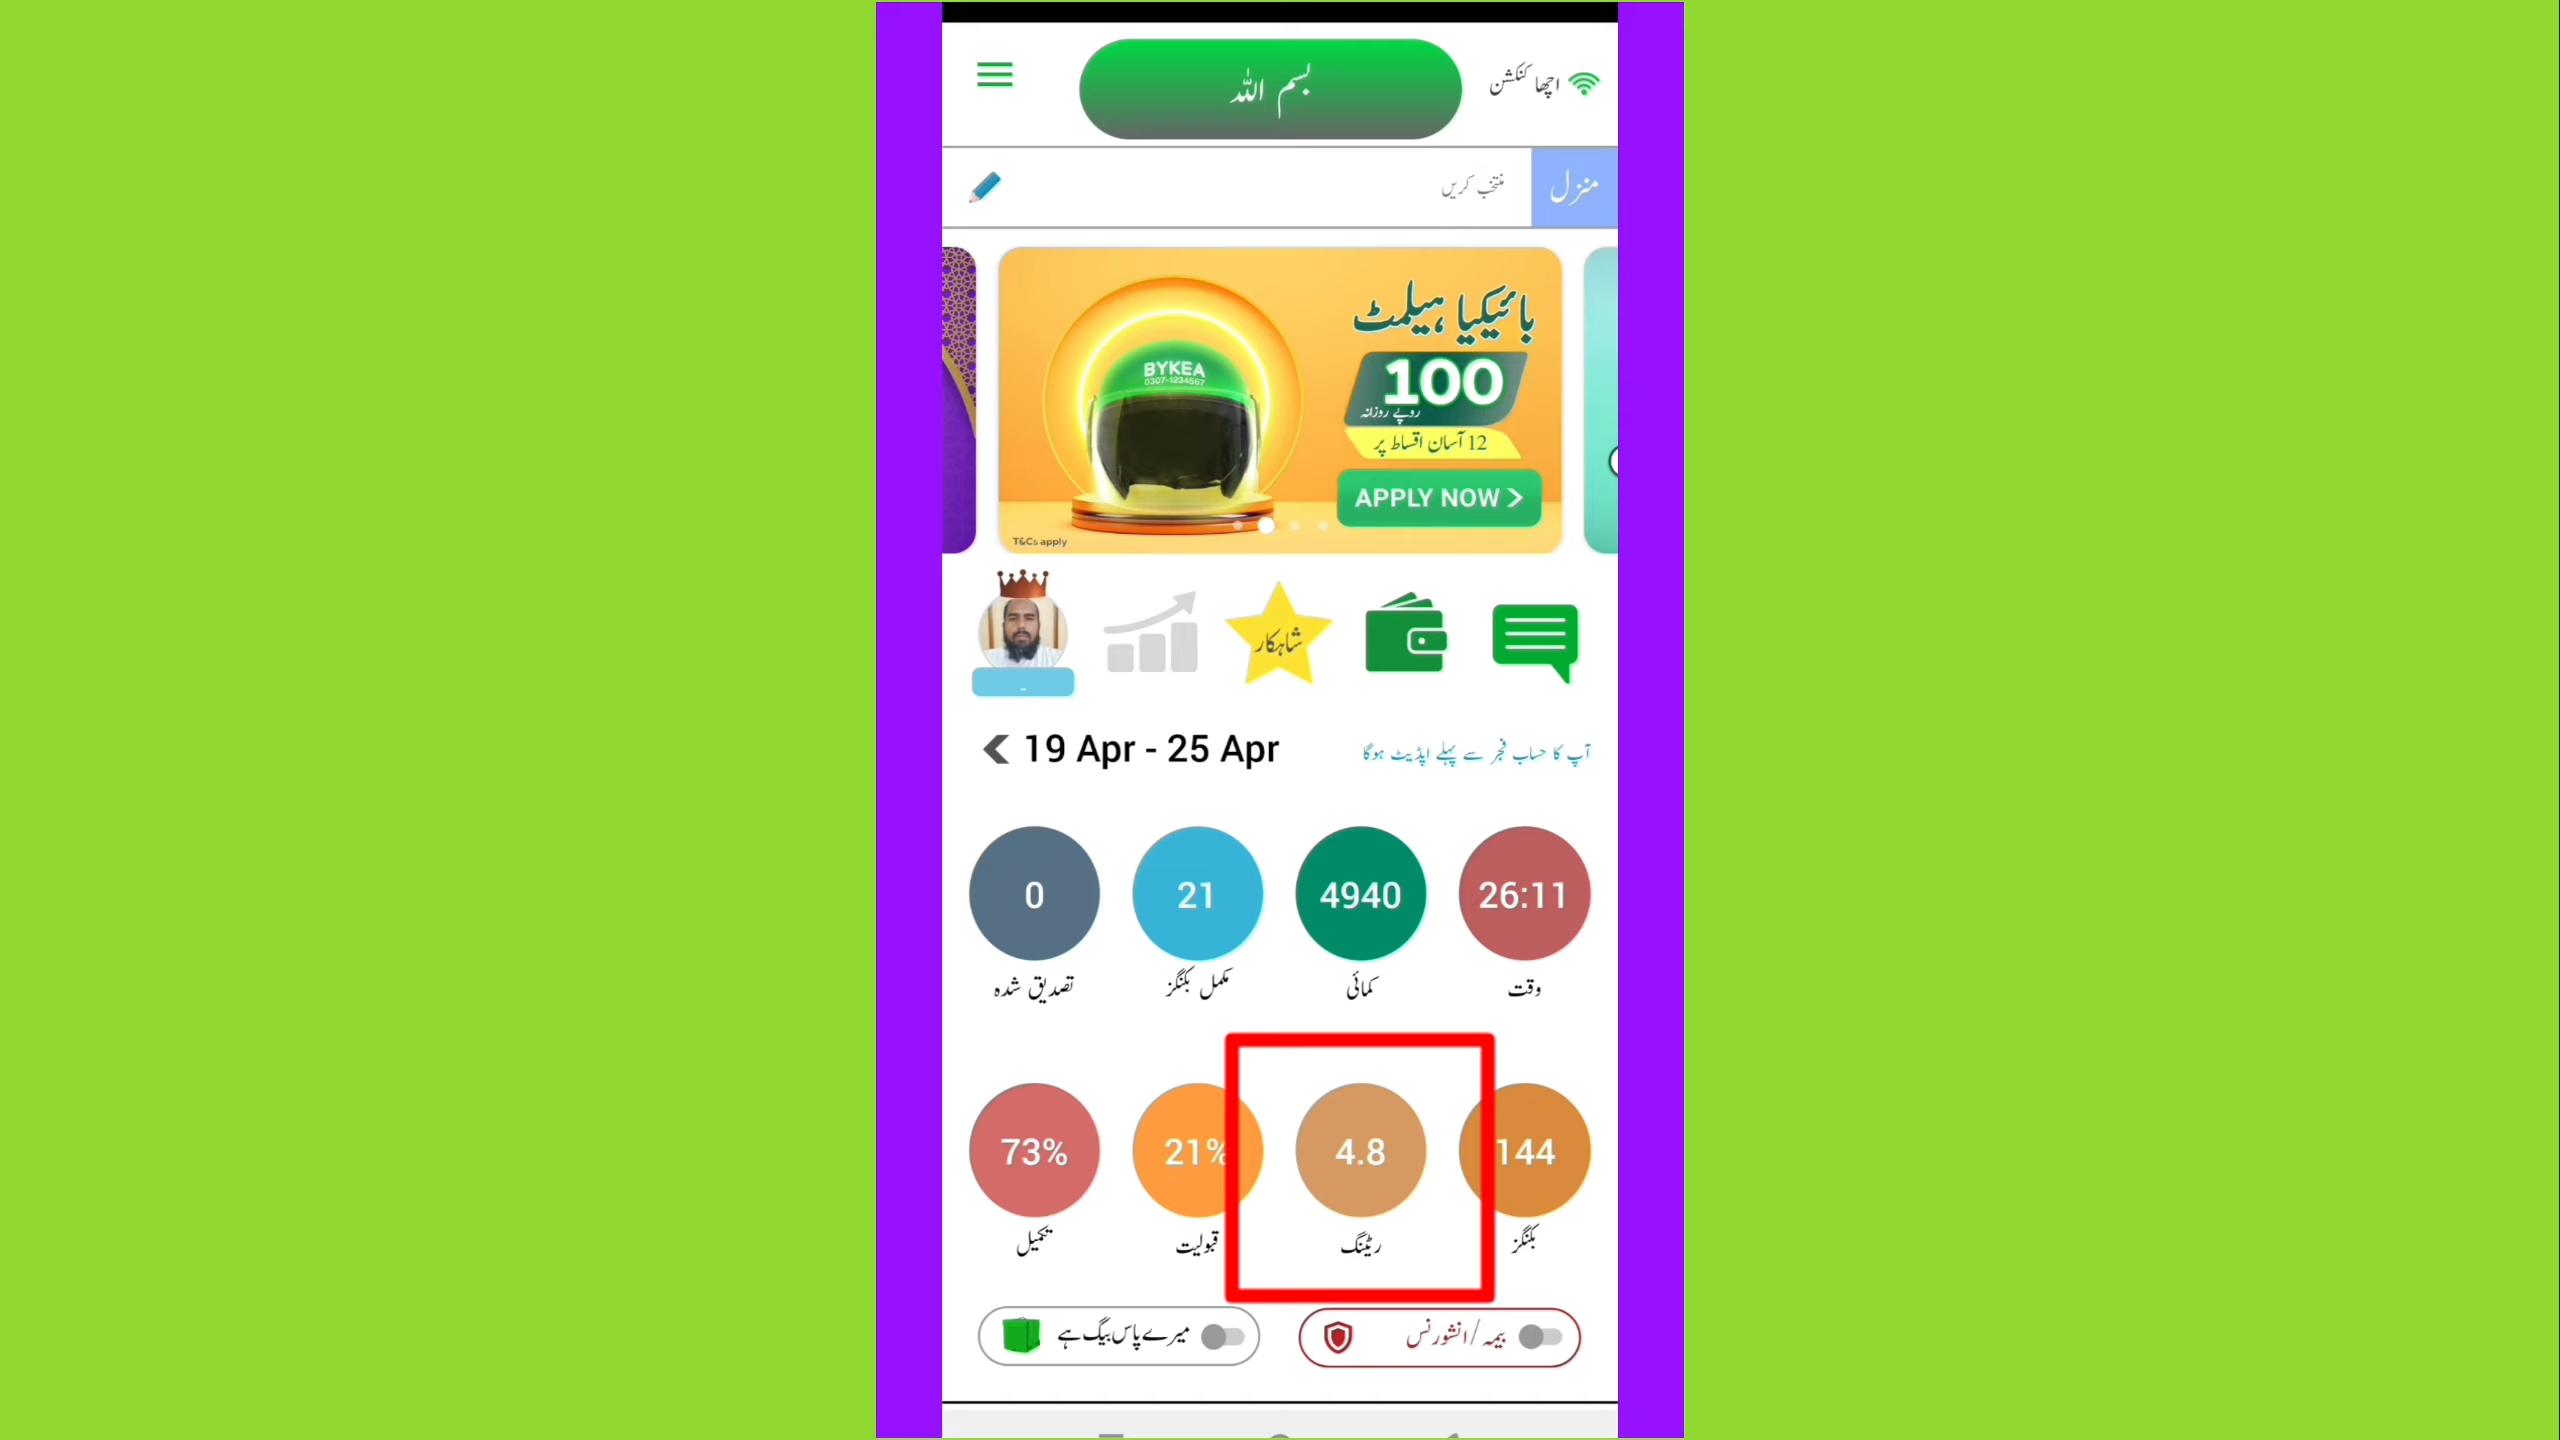 اچھا کنکشن
بسم اللہ
منزل
منتخب کریں
بائیکیا ہیلمٹ
100
روپے روزانہ
12 آسان اقساط پر
APPLY NOW
BYKEA
0307-1234567
T&Cs apply
شاہکار
-
19 Apr - 25 Apr
آپ کا حساب فجر سے پہلے اپڈیٹ ہوگا
26:11
4940
21
0
وقت
کمائی
مکمل بکنگز
تصدیق شدہ
144
4.8
21%
73%
بکنگز
ریٹنگ
قبولیت
تکمیل
بیمہ/انشورنس
میرے پاس بیگ ہے